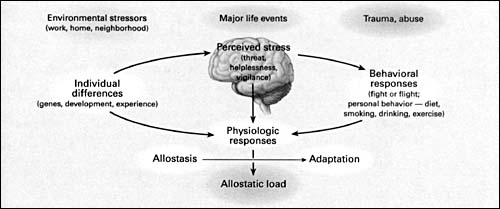 Environmental stressors
(work, home, neighborhood)
Major life events
Trauma, abuse
Perceived stress
(threat,
helplessness,
vigilance)
Individual
differences
(genes, development, experience)
Behavioral
responses
(fight or flight;
personal behavior — diet,
smoking, drinking, exercise)
Physiologic
responses
Allostasis
Adaptation
Allostatic load